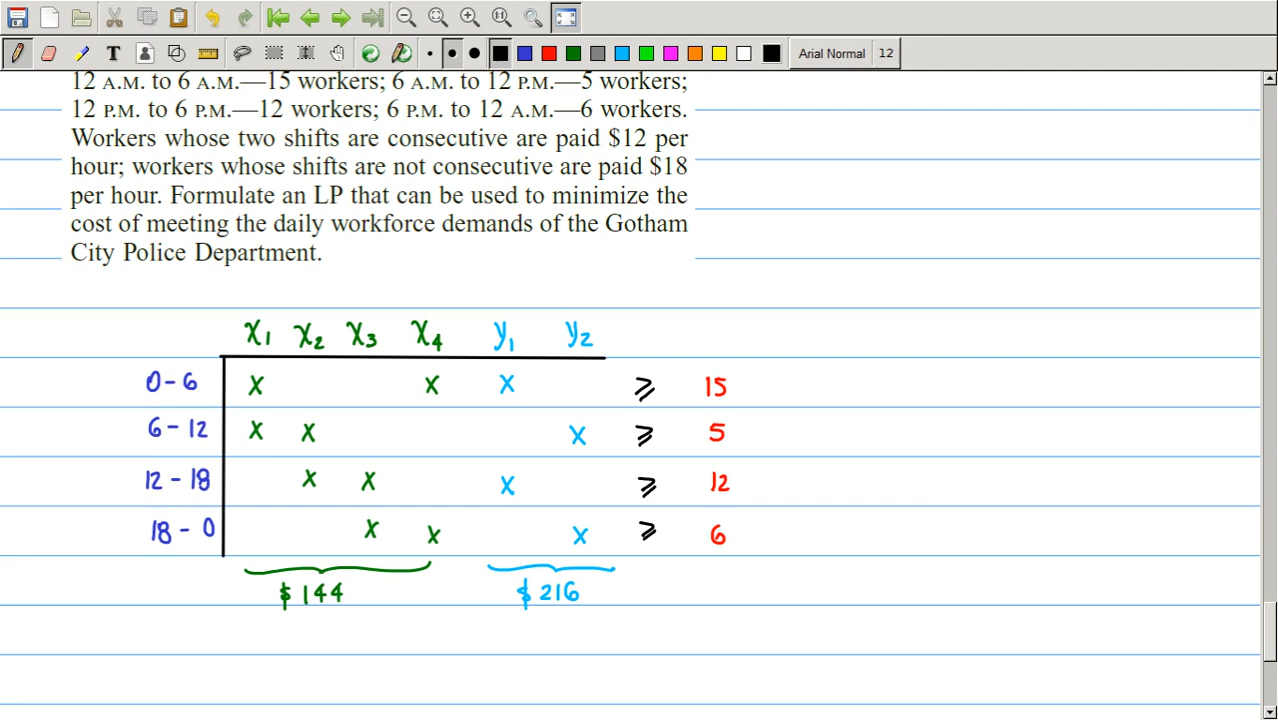 T
Arial Normal 12
12 A.M. to 6 A.M.—15 workers; 6 A.M. to 12 P.M.—5 workers;
12 P.M. to 6 P.M.—12 workers; 6 P.M. to 12 A.M.—6 workers.
Workers whose two shifts are consecutive are paid $12 per
hour; workers whose shifts are not consecutive are paid $18
per hour. Formulate an LP that can be used to minimize the
cost of meeting the daily workforce demands of the Gotham
City Police Department.
x₁ x₂ x₃ x₄ y₁ y₂
0 - 6 x x x ⩾ 15
6 - 12 x x x ⩾ 5
12 - 18 x x x ⩾ 12
18 - 0 x x x ⩾ 6
$ 144 $ 216